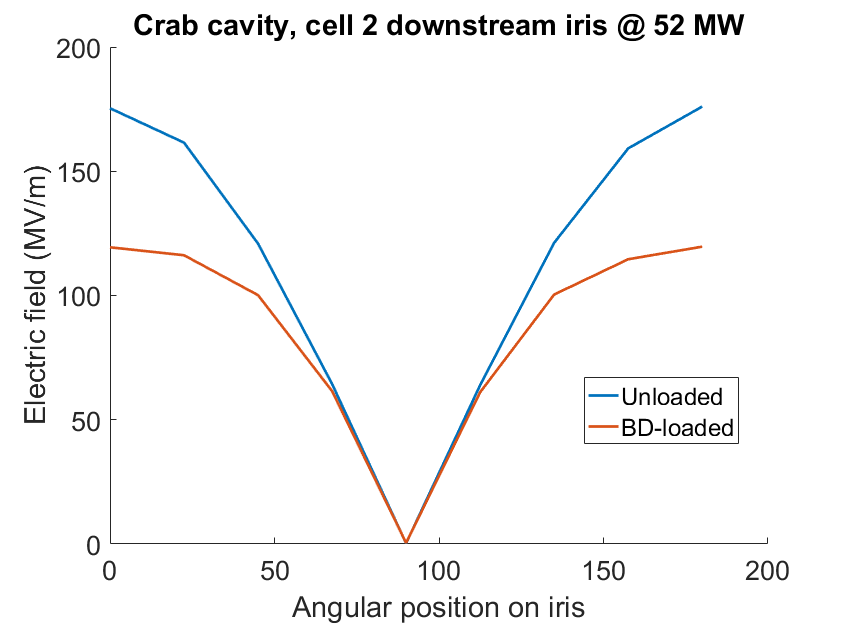 Crab cavity, cell 2 downstream iris @ 52 MW
Electric field (MV/m)
200
150
100
50
0
0
50
100
150
200
Angular position on iris
Unloaded
BD-loaded